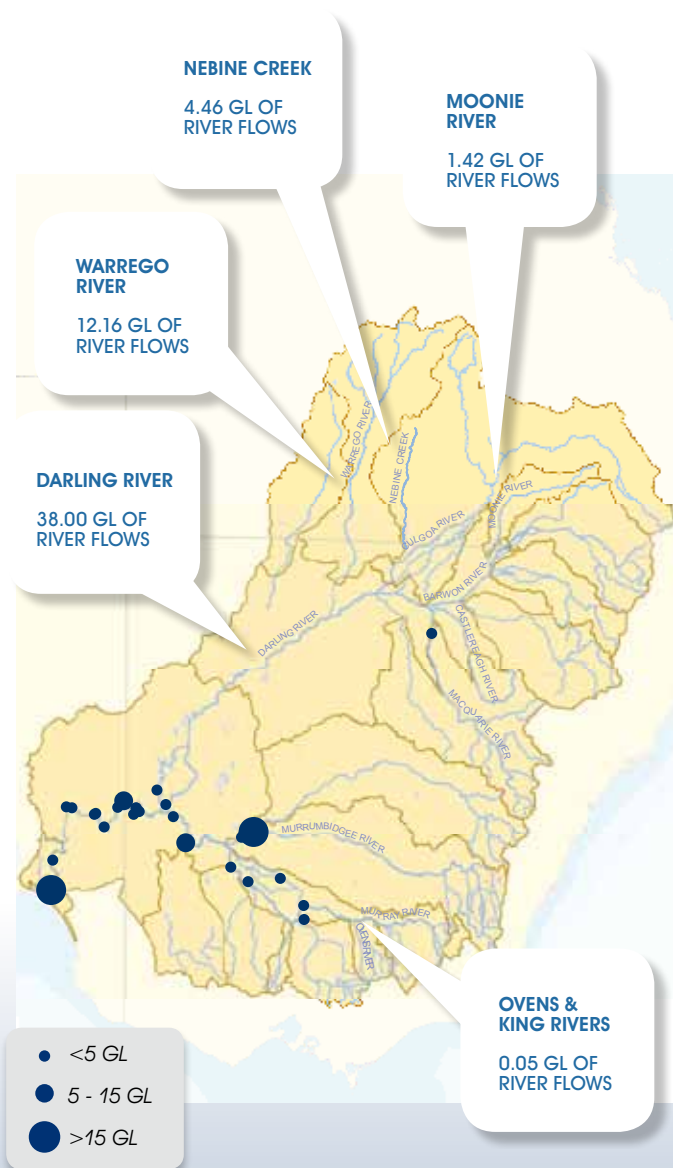 NEBINE CREEK
4.46 GL OF
RIVER FLOWS
MOONIE
RIVER
1.42 GL OF
RIVER FLOWS
WARREGO
RIVER
12.16 GL OF
RIVER FLOWS
DARLING RIVER
38.00 GL OF
RIVER FLOWS
WARREGO RIVER
NEBINE CREEK
MOONIE RIVER
CULGOA RIVER
BARWON RIVER
DARLING RIVER
CASTLEREAGH RIVER
MACQUARIE RIVER
MURRUMBIDGEE RIVER
MURRAY RIVER
OVENS RIVER
OVENS &
KING RIVERS
0.05 GL OF
RIVER FLOWS
<5 GL
5 - 15 GL
>15 GL